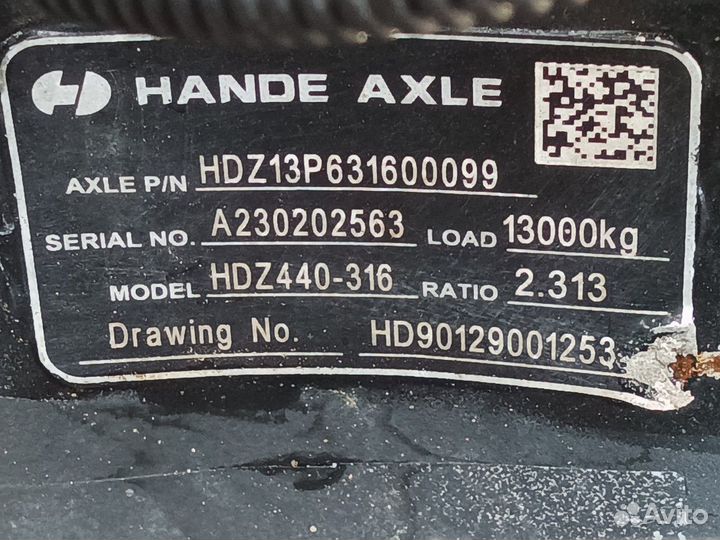 HANDE AXLE
AXLE P/N HDZ13P631600099
SERIAL NO. A230202563 LOAD 13000kg
MODEL HDZ440-316 RATIO 2.313
Drawing No. HD90129001253
Avito